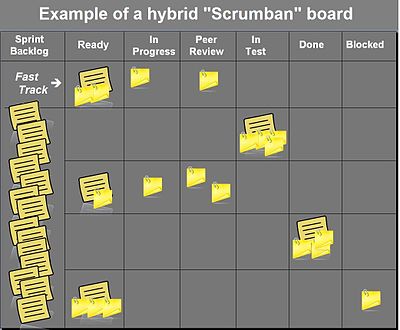 Example of a hybrid "Scrumban" board
Sprint
Backlog
Ready
In
Progress
Peer
Review
In
Test
Done
Blocked
Fast
Track